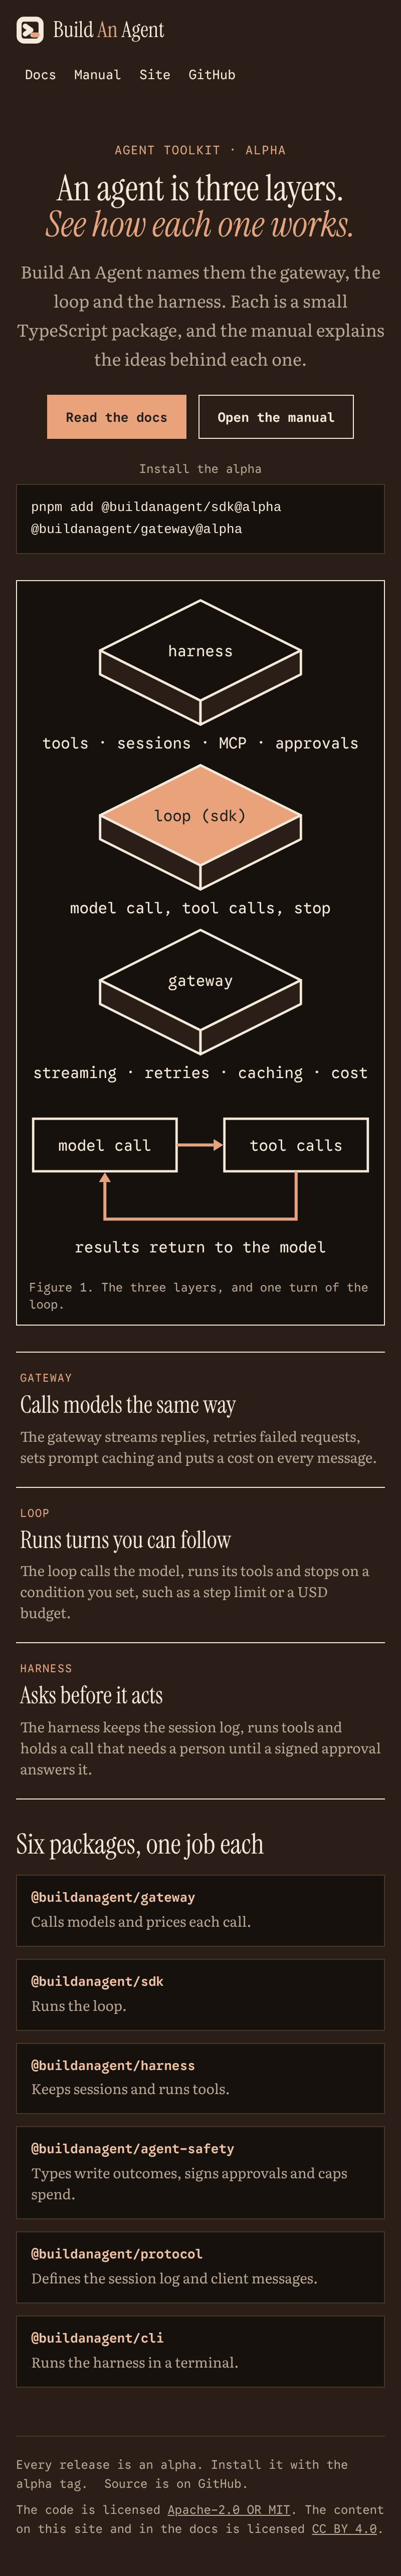 Build An Agent
Docs Manual Site GitHub
AGENT TOOLKIT · ALPHA
An agent is three layers.
See how each one works.
Build An Agent names them the gateway, the
loop and the harness. Each is a small
TypeScript package, and the manual explains
the ideas behind each one.
Read the docs
Open the manual
Install the alpha
pnpm add @buildanagent/sdk@alpha
@buildanagent/gateway@alpha
harness
tools · sessions · MCP · approvals
loop (sdk)
model call, tool calls, stop
gateway
streaming · retries · caching · cost
model call
tool calls
results return to the model
Figure 1. The three layers, and one turn of the
loop.
GATEWAY
Calls models the same way
The gateway streams replies, retries failed requests,
sets prompt caching and puts a cost on every message.
LOOP
Runs turns you can follow
The loop calls the model, runs its tools and stops on a
condition you set, such as a step limit or a USD
budget.
HARNESS
Asks before it acts
The harness keeps the session log, runs tools and
holds a call that needs a person until a signed approval
answers it.
Six packages, one job each
@buildanagent/gateway
Calls models and prices each call.
@buildanagent/sdk
Runs the loop.
@buildanagent/harness
Keeps sessions and runs tools.
@buildanagent/agent-safety
Types write outcomes, signs approvals and caps
spend.
@buildanagent/protocol
Defines the session log and client messages.
@buildanagent/cli
Runs the harness in a terminal.
Every release is an alpha. Install it with the
alpha tag. Source is on GitHub.
The code is licensed Apache-2.0 OR MIT. The content
on this site and in the docs is licensed CC BY 4.0.